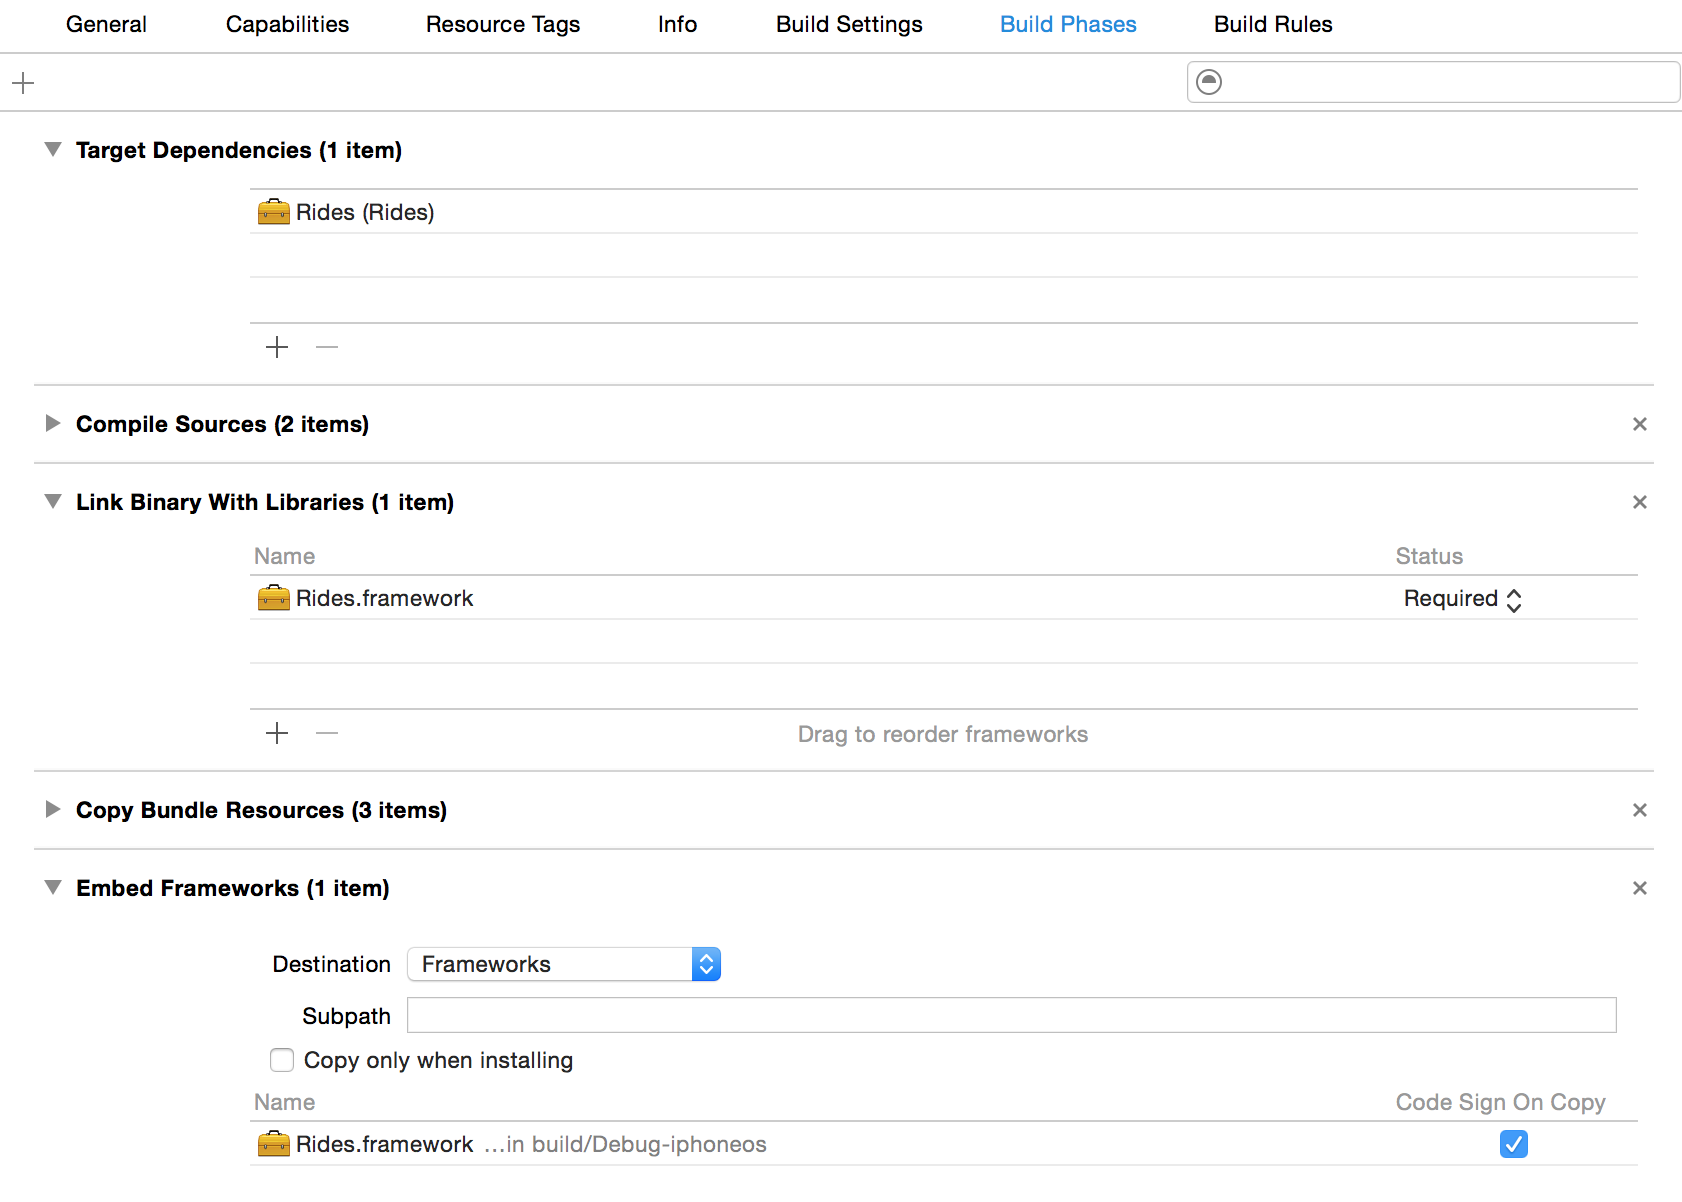 General Capabilities Resource Tags Info Build Settings Build Phases Build Rules
Target Dependencies (1 item)
Rides (Rides)
Compile Sources (2 items)
Link Binary With Libraries (1 item)
Name Status
Rides.framework Required
Drag to reorder frameworks
Copy Bundle Resources (3 items)
Embed Frameworks (1 item)
Destination Frameworks
Subpath
Copy only when installing
Name Code Sign On Copy
Rides.framework ...in build/Debug-iphoneos